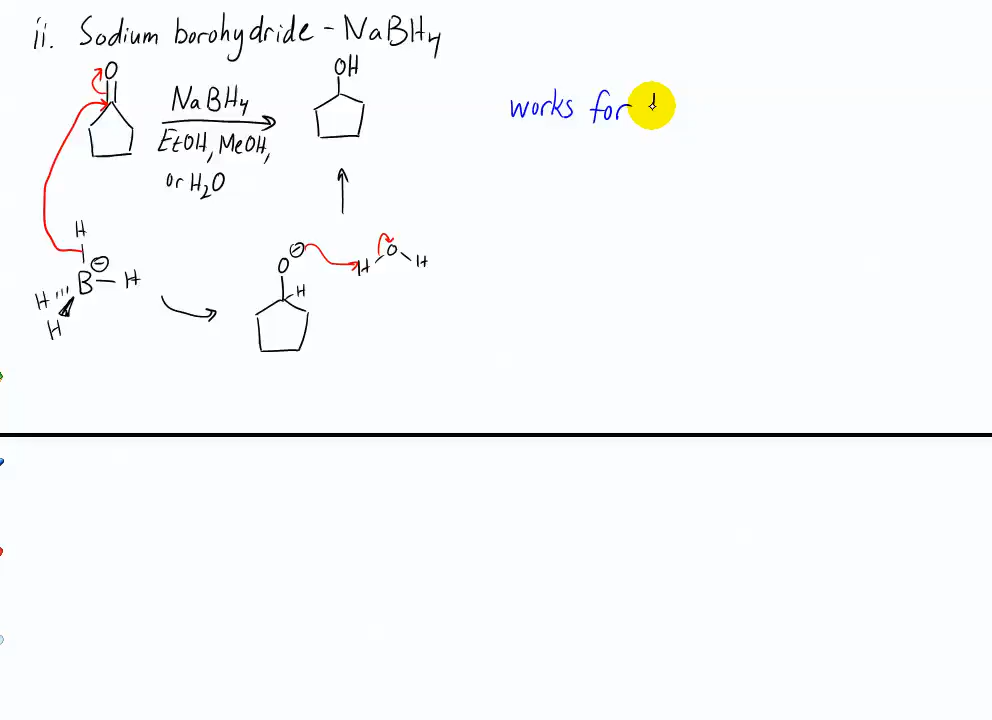 ii. Sodium borohydride - NaBH4
O
OH
NaBH4
EtOH, MeOH,
or H2O
works for
H
B
⊖
H
H
H
O
⊖
H
H
O
H